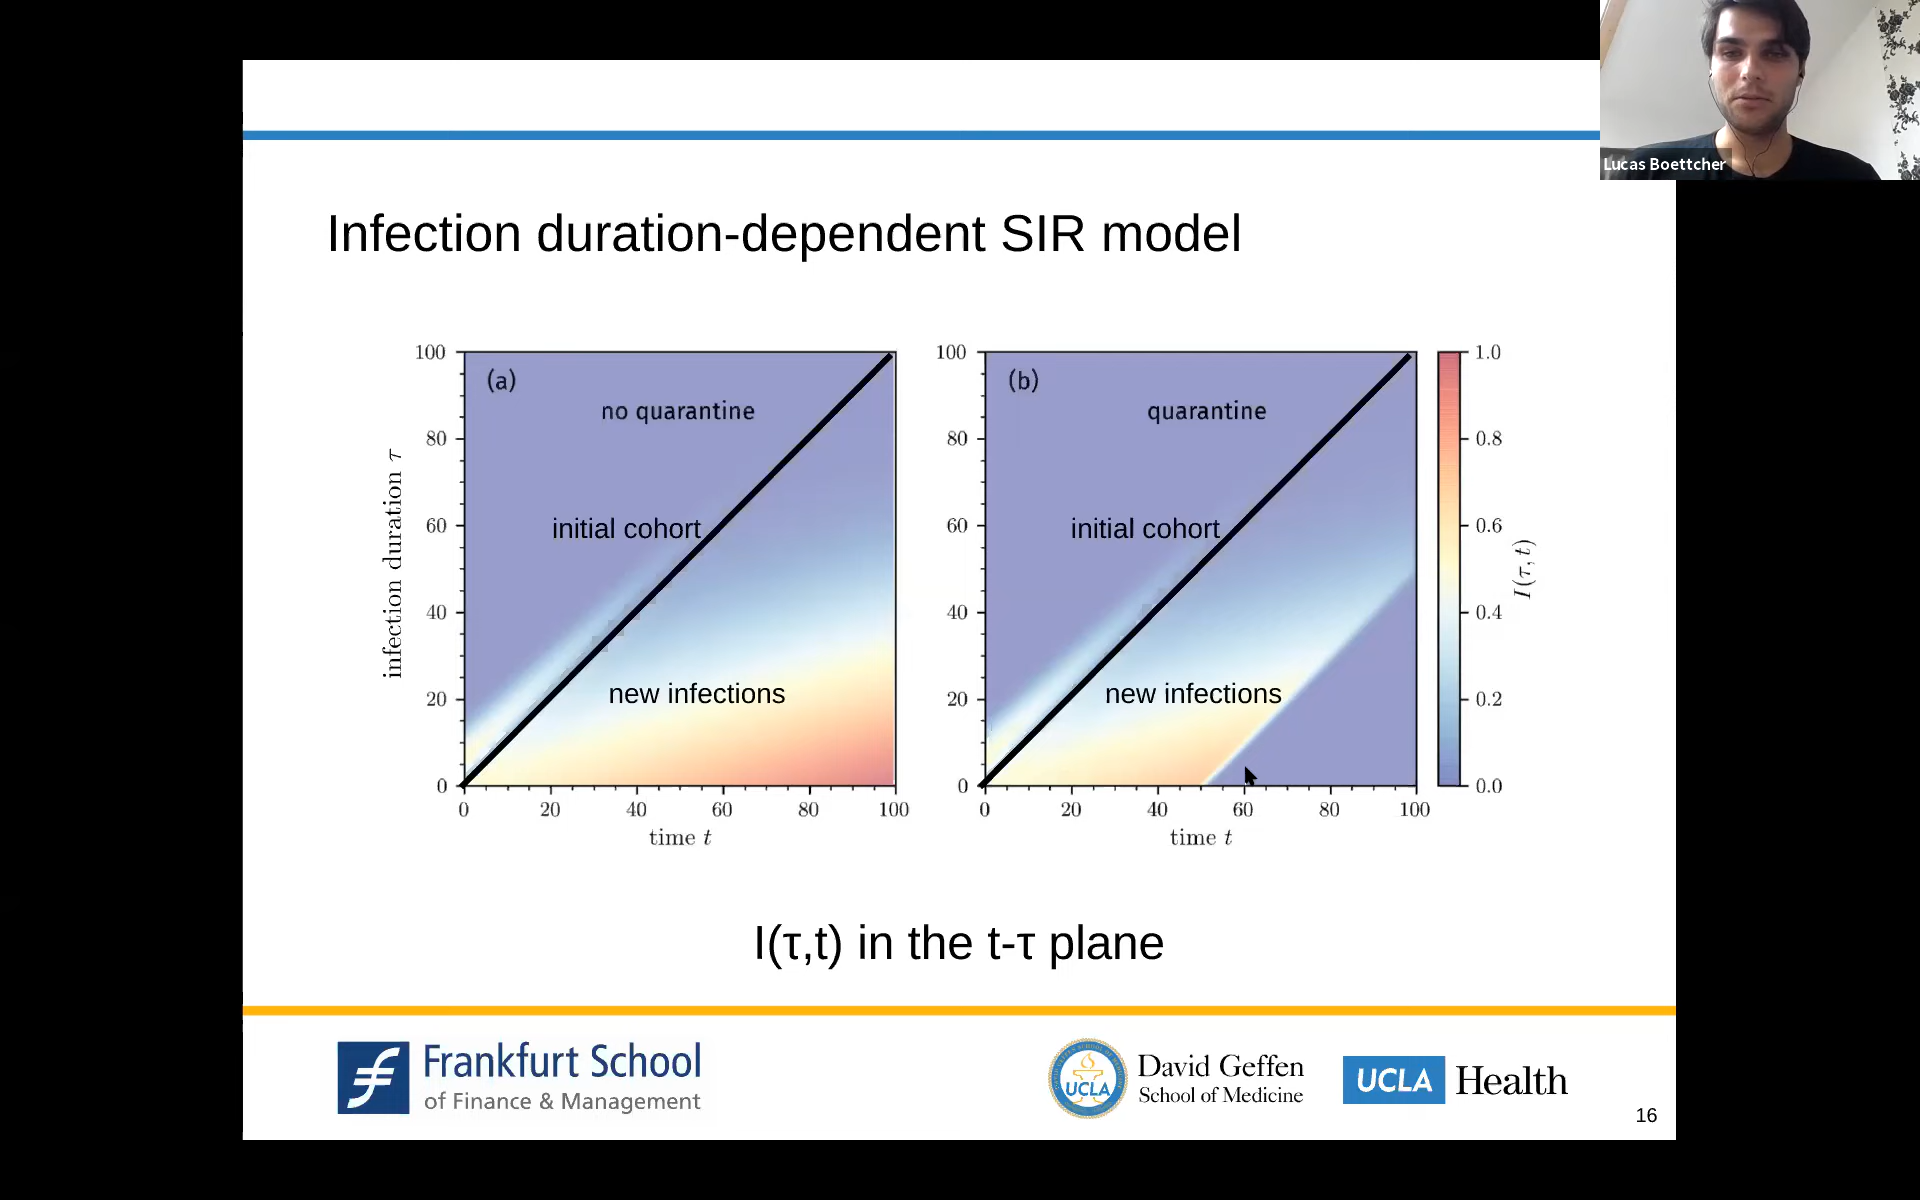 Lucas Boettcher
Infection duration-dependent SIR model
(a)
no quarantine
initial cohort
new infections
infection duration τ
100
80
60
40
20
0
0 20 40 60 80 100
time t
(b)
quarantine
initial cohort
new infections
100
80
60
40
20
0
0 20 40 60 80 100
time t
1.0
0.8
0.6
0.4
0.2
0.0
I(τ, t)
I(τ,t) in the t-τ plane
Frankfurt School
of Finance & Management
UCLA
David Geffen
School of Medicine
UCLA Health
16